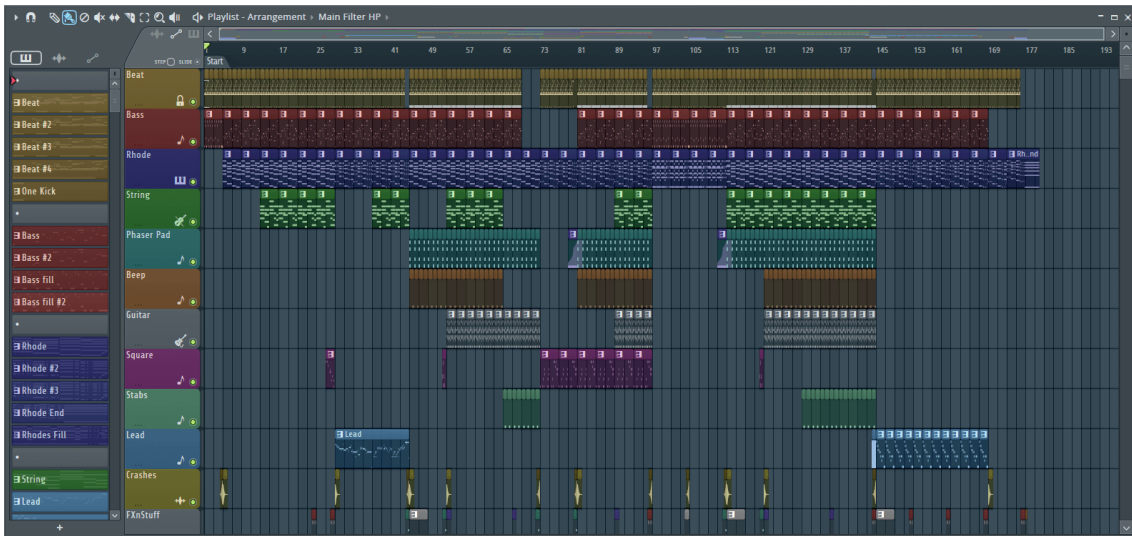 Playlist - Arrangement › Main Filter HP ›
STEP SLIDE
9 17 25 33 41 49 57 65 73 81 89 97 105 113 121 129 137 145 153 161 169 177 185 193
Start
Beat
Beat #2
Beat #3
Beat #4
One Kick
Bass
Bass #2
Bass fill
Bass fill #2
Rhode
Rhode #2
Rhode #3
Rhode End
Rhodes Fill
String
Lead
+
Beat
Bass
Rhode
Rh..nd
String
Phaser Pad
Beep
Guitar
Square
Stabs
Lead
Lead
Crashes
FXnStuff